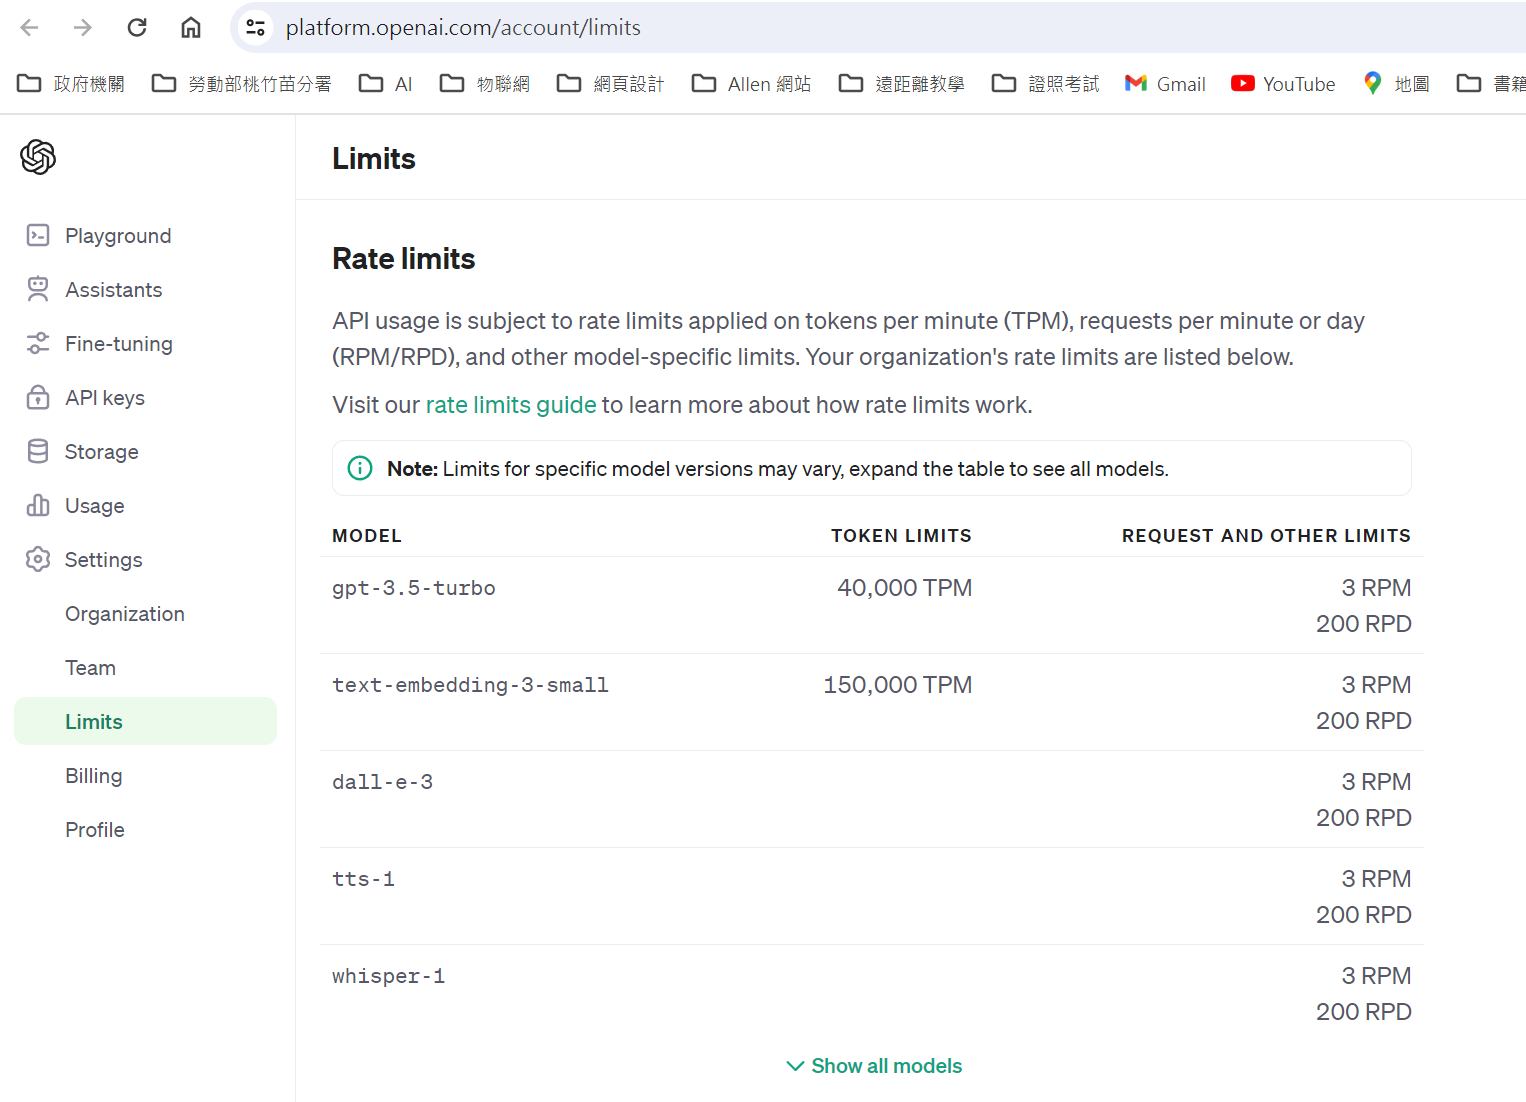 platform.openai.com/account/limits
政府機關 勞動部桃竹苗分署 AI 物聯網 網頁設計 Allen 網站 遠距離教學 證照考試 Gmail YouTube 地圖 書籍
Limits
Playground
Assistants
Fine-tuning
API keys
Storage
Usage
Settings
Organization
Team
Limits
Billing
Profile
Rate limits
API usage is subject to rate limits applied on tokens per minute (TPM), requests per minute or day
(RPM/RPD), and other model-specific limits. Your organization's rate limits are listed below.
Visit our rate limits guide to learn more about how rate limits work.
Note: Limits for specific model versions may vary, expand the table to see all models.
MODEL TOKEN LIMITS REQUEST AND OTHER LIMITS
gpt-3.5-turbo 40,000 TPM 3 RPM
200 RPD
text-embedding-3-small 150,000 TPM 3 RPM
200 RPD
dall-e-3 3 RPM
200 RPD
tts-1 3 RPM
200 RPD
whisper-1 3 RPM
200 RPD
Show all models